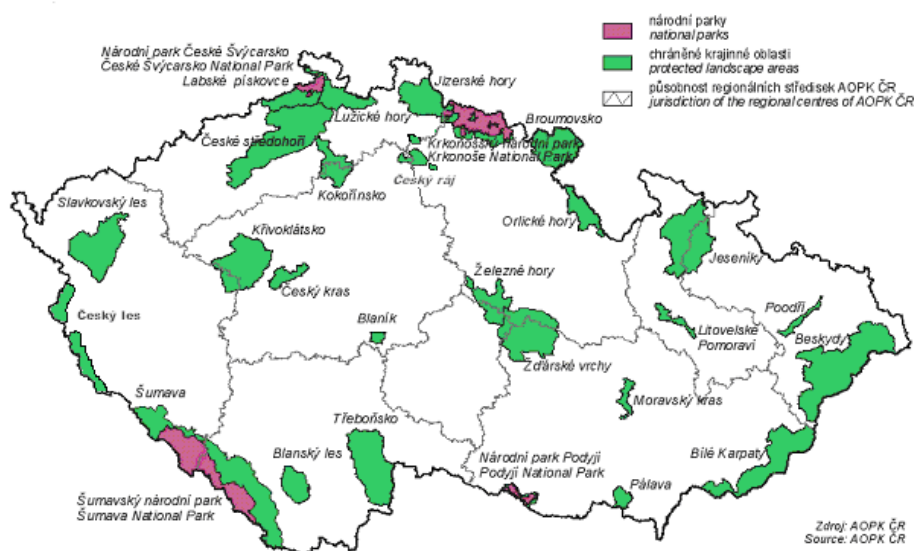 národní parky
national parks
chráněné krajinné oblasti
protected landscape areas
působnost regionálních středisek AOPK ČR
jurisdiction of the regional centres of AOPK ČR
Národní park České Švýcarsko
České Švýcarsko National Park
Labské pískovce
Jizerské hory
Lužické hory
Broumovsko
České středohoří
Krkonošský národní park
Krkonoše National Park
Český ráj
Kokořínsko
Slavkovský les
Orlické hory
Křivoklátsko
Jeseníky
Železné hory
Český kras
Český les
Blaník
Poodří
Litovelské
Pomoraví
Beskydy
Žďárské vrchy
Šumava
Moravský kras
Třeboňsko
Blanský les
Národní park Podyjí
Podyjí National Park
Bílé Karpaty
Pálava
Šumavský národní park
Šumava National Park
Zdroj: AOPK ČR
Source: AOPK ČR